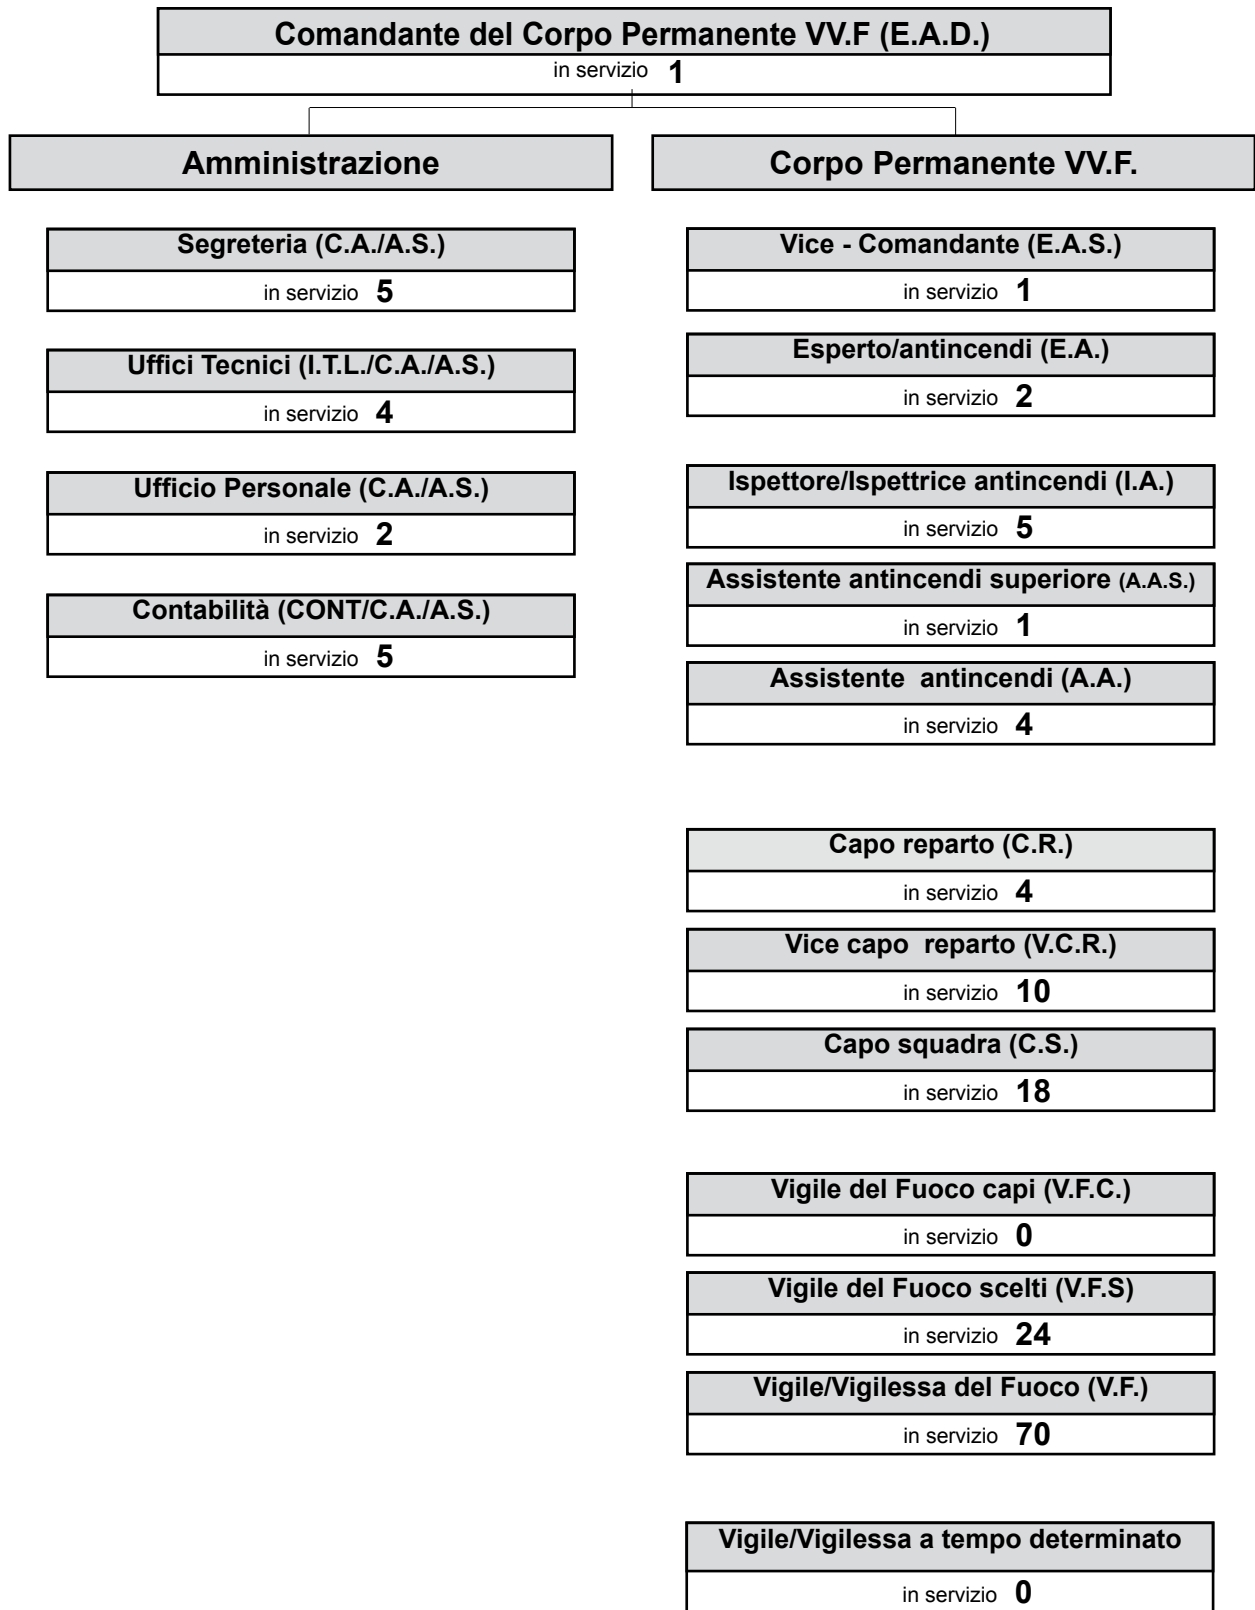 Comandante del Corpo Permanente VV.F (E.A.D.)
in servizio 1
Amministrazione
Segreteria (C.A./A.S.)
in servizio 5
Uffici Tecnici (I.T.L./C.A./A.S.)
in servizio 4
Ufficio Personale (C.A./A.S.)
in servizio 2
Contabilità (CONT/C.A./A.S.)
in servizio 5
Corpo Permanente VV.F.
Vice - Comandante (E.A.S.)
in servizio 1
Esperto/antincendi (E.A.)
in servizio 2
Ispettore/Ispettrice antincendi (I.A.)
in servizio 5
Assistente antincendi superiore (A.A.S.)
in servizio 1
Assistente antincendi (A.A.)
in servizio 4
Capo reparto (C.R.)
in servizio 4
Vice capo reparto (V.C.R.)
in servizio 10
Capo squadra (C.S.)
in servizio 18
Vigile del Fuoco capi (V.F.C.)
in servizio 0
Vigile del Fuoco scelti (V.F.S)
in servizio 24
Vigile/Vigilessa del Fuoco (V.F.)
in servizio 70
Vigile/Vigilessa a tempo determinato
in servizio 0